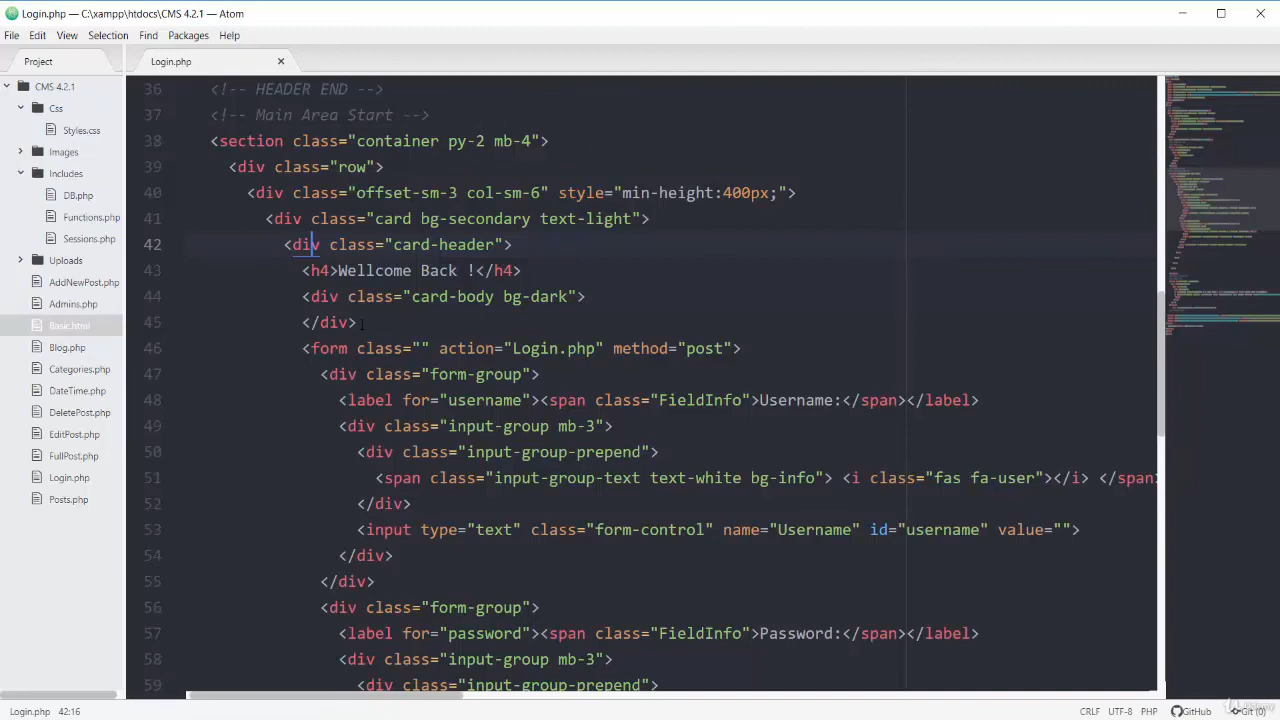 Login.php — C:\xampp\htdocs\CMS 4.2.1 — Atom
File Edit View Selection Find Packages Help
Project
Login.php
CMS 4.2.1
Css
Styles.css
Images
Includes
DB.php
Functions.php
Sessions.php
Uploads
AddNewPost.php
Admins.php
Basic.html
Blog.php
Categories.php
DateTime.php
DeletePost.php
EditPost.php
FullPost.php
Login.php
Posts.php
36 <!-- HEADER END -->
37 <!-- Main Area Start -->
38 <section class="container py-2 mb-4">
39 <div class="row">
40 <div class="offset-sm-3 col-sm-6" style="min-height:400px;">
41 <div class="card bg-secondary text-light">
42 <div class="card-header">
43 <h4>Wellcome Back !</h4>
44 <div class="card-body bg-dark">
45 </div>
46 <form class="" action="Login.php" method="post">
47 <div class="form-group">
48 <label for="username"><span class="FieldInfo">Username:</span></label>
49 <div class="input-group mb-3">
50 <div class="input-group-prepend">
51 <span class="input-group-text text-white bg-info"> <i class="fas fa-user"></i> </span>
52 </div>
53 <input type="text" class="form-control" name="Username" id="username" value="">
54 </div>
55 </div>
56 <div class="form-group">
57 <label for="password"><span class="FieldInfo">Password:</span></label>
58 <div class="input-group mb-3">
59 <div class="input-group-prepend">
Login.php 42:16 CRLF UTF-8 PHP GitHub Git (0)
Udemy